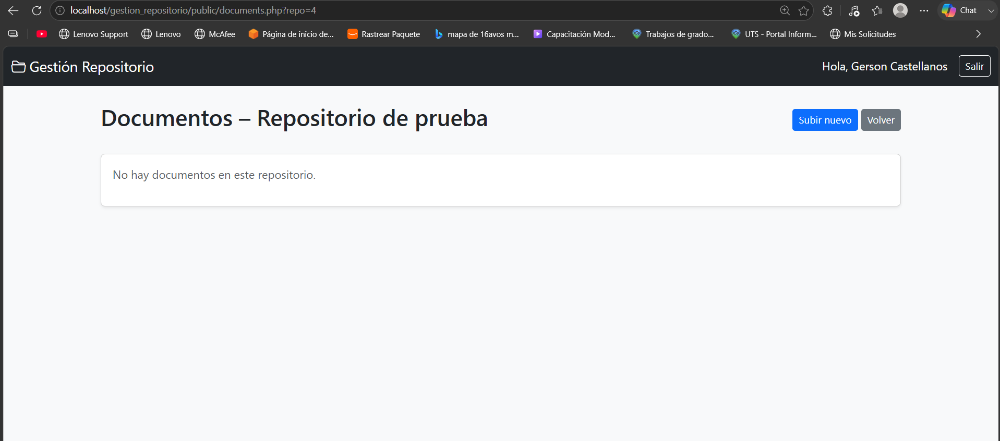 localhost/gestion_repositorio/public/documents.php?repo=4
Chat
Lenovo Support
Lenovo
McAfee
Página de inicio de...
Rastrear Paquete
mapa de 16avos m...
Capacitación Mod...
Trabajos de grado...
UTS - Portal Inform...
Mis Solicitudes
Gestión Repositorio
Hola, Gerson Castellanos
Salir
Documentos – Repositorio de prueba
Subir nuevo
Volver
No hay documentos en este repositorio.